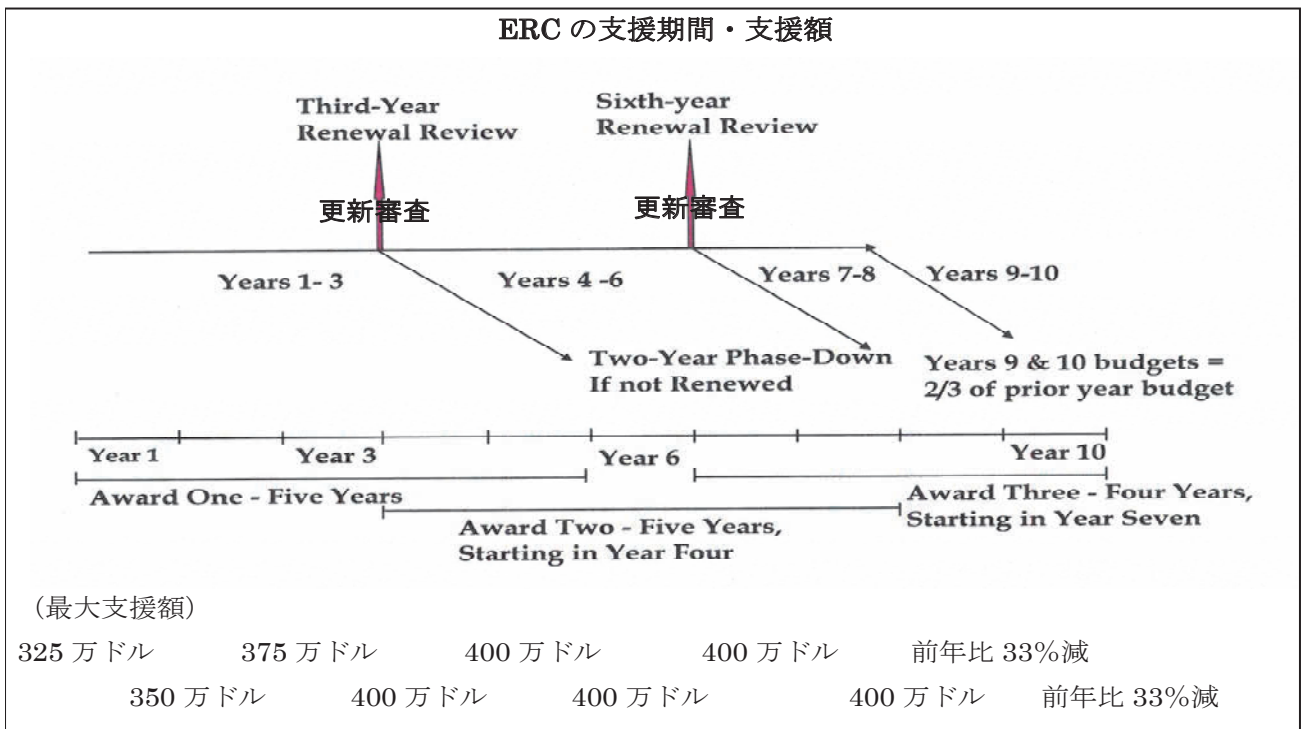 ERC の支援期間・支援額
Third-Year
Renewal Review
Sixth-year
Renewal Review
更新審査
更新審査
Years 1- 3
Years 4 -6
Years 7-8
Years 9-10
Two-Year Phase-Down
If not Renewed
Years 9 & 10 budgets =
2/3 of prior year budget
Year 1
Year 3
Year 6
Year 10
Award One - Five Years
Award Two - Five Years,
Starting in Year Four
Award Three - Four Years,
Starting in Year Seven
（最大支援額）
325 万ドル 375 万ドル 400 万ドル 400 万ドル 前年比 33％減
350 万ドル 400 万ドル 400 万ドル 400 万ドル 前年比 33％減